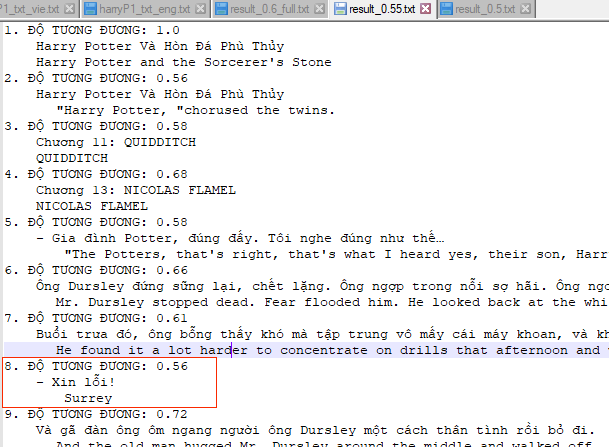 P1_txt_vie.txt harryP1_txt_eng.txt result_0.6_full.txt result_0.55.txt result_0.5.txt
1. ĐỘ TƯƠNG ĐƯƠNG: 1.0
Harry Potter Và Hòn Đá Phù Thủy
Harry Potter and the Sorcerer's Stone
2. ĐỘ TƯƠNG ĐƯƠNG: 0.56
Harry Potter Và Hòn Đá Phù Thủy
"Harry Potter, "chorused the twins.
3. ĐỘ TƯƠNG ĐƯƠNG: 0.58
Chương 11: QUIDDITCH
QUIDDITCH
4. ĐỘ TƯƠNG ĐƯƠNG: 0.68
Chương 13: NICOLAS FLAMEL
NICOLAS FLAMEL
5. ĐỘ TƯƠNG ĐƯƠNG: 0.58
- Gia đình Potter, đúng đấy. Tôi nghe đúng như thế…
"The Potters, that's right, that's what I heard yes, their son, Harr
6. ĐỘ TƯƠNG ĐƯƠNG: 0.66
Ông Dursley đứng sững lại, chết lặng. Ông ngợp trong nỗi sợ hãi. Ông ngo
Mr. Dursley stopped dead. Fear flooded him. He looked back at the whi
7. ĐỘ TƯƠNG ĐƯƠNG: 0.61
Buổi trưa đó, ông bỗng thấy khó mà tập trung vô mấy cái máy khoan, và kh
He found it a lot harder to concentrate on drills that afternoon and
8. ĐỘ TƯƠNG ĐƯƠNG: 0.56
- Xin lỗi!
Surrey
9. ĐỘ TƯƠNG ĐƯƠNG: 0.72
Và gã đàn ông ôm ngang người ông Dursley một cách thân tình rồi bỏ đi.
And the old man hugged Mr. Dursley around the middle and walked off.